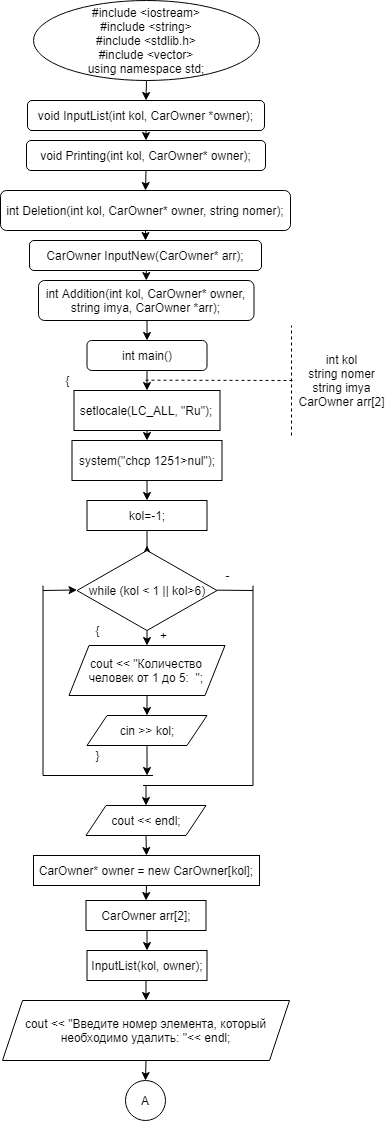 #include <iostream>
#include <string>
#include <stdlib.h>
#include <vector>
using namespace std;
void InputList(int kol, CarOwner *owner);
void Printing(int kol, CarOwner* owner);
int Deletion(int kol, CarOwner* owner, string nomer);
CarOwner InputNew(CarOwner* arr);
int Addition(int kol, CarOwner* owner,
string imya, CarOwner *arr);
int main()
int kol
string nomer
string imya
CarOwner arr[2]
{
setlocale(LC_ALL, "Ru");
system("chcp 1251>nul");
kol=-1;
while (kol < 1 || kol>6)
-
{
+
cout << "Количество
человек от 1 до 5:  ";
cin >> kol;
}
cout << endl;
CarOwner* owner = new CarOwner[kol];
CarOwner arr[2];
InputList(kol, owner);
cout << "Введите номер элемента, который
необходимо удалить: "<< endl;
A